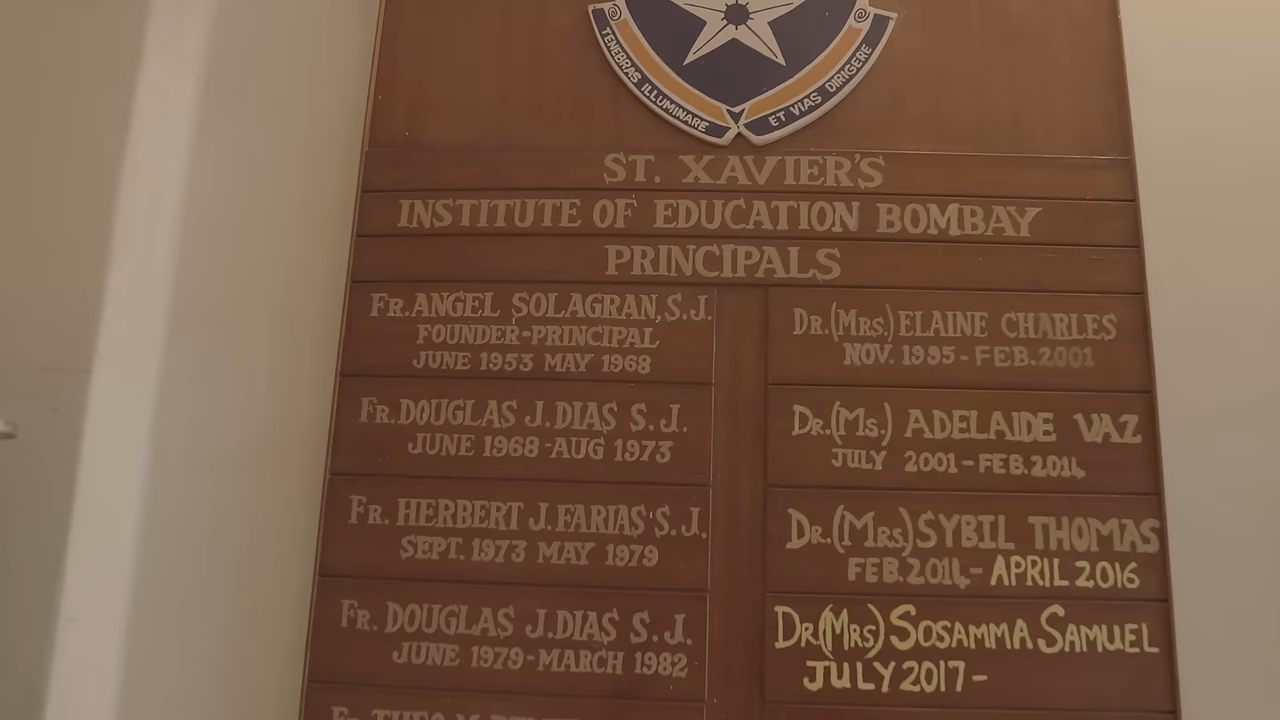 TENEBRAS ILLUMINARE
ET VIAS DIRIGERE
ST. XAVIER'S
INSTITUTE OF EDUCATION BOMBAY
PRINCIPALS
FR. ANGEL SOLAGRAN, S.J.
FOUNDER-PRINCIPAL
JUNE 1953 MAY 1968
FR. DOUGLAS J. DIAS S.J.
JUNE 1968-AUG 1973
FR. HERBERT J. FARIAS S.J.
SEPT. 1973 MAY 1979
FR. DOUGLAS J. DIAS S.J.
JUNE 1979-MARCH 1982
DR. (MRS.) ELAINE CHARLES
NOV. 1995-FEB. 2001
DR. (MS.) ADELAIDE VAZ
JULY 2001-FEB. 2014
DR. (MRS) SYBIL THOMAS
FEB. 2014-APRIL 2016
DR (MRS) SOSAMMA SAMUEL
JULY 2017-